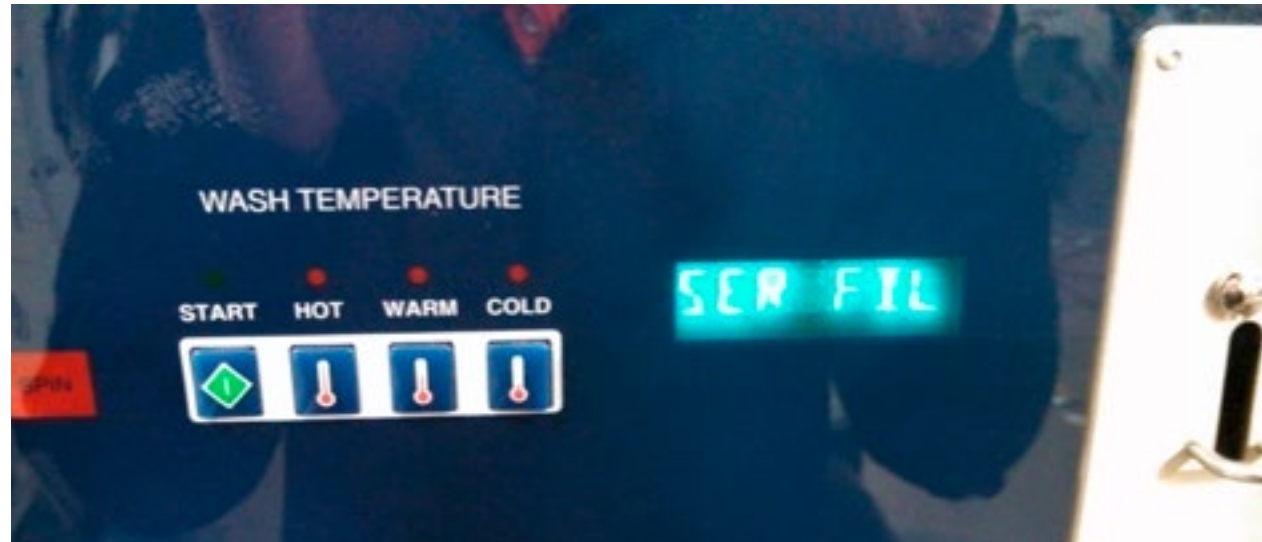 WASH TEMPERATURE
START HOT WARM COLD
SER FIL
SPIN